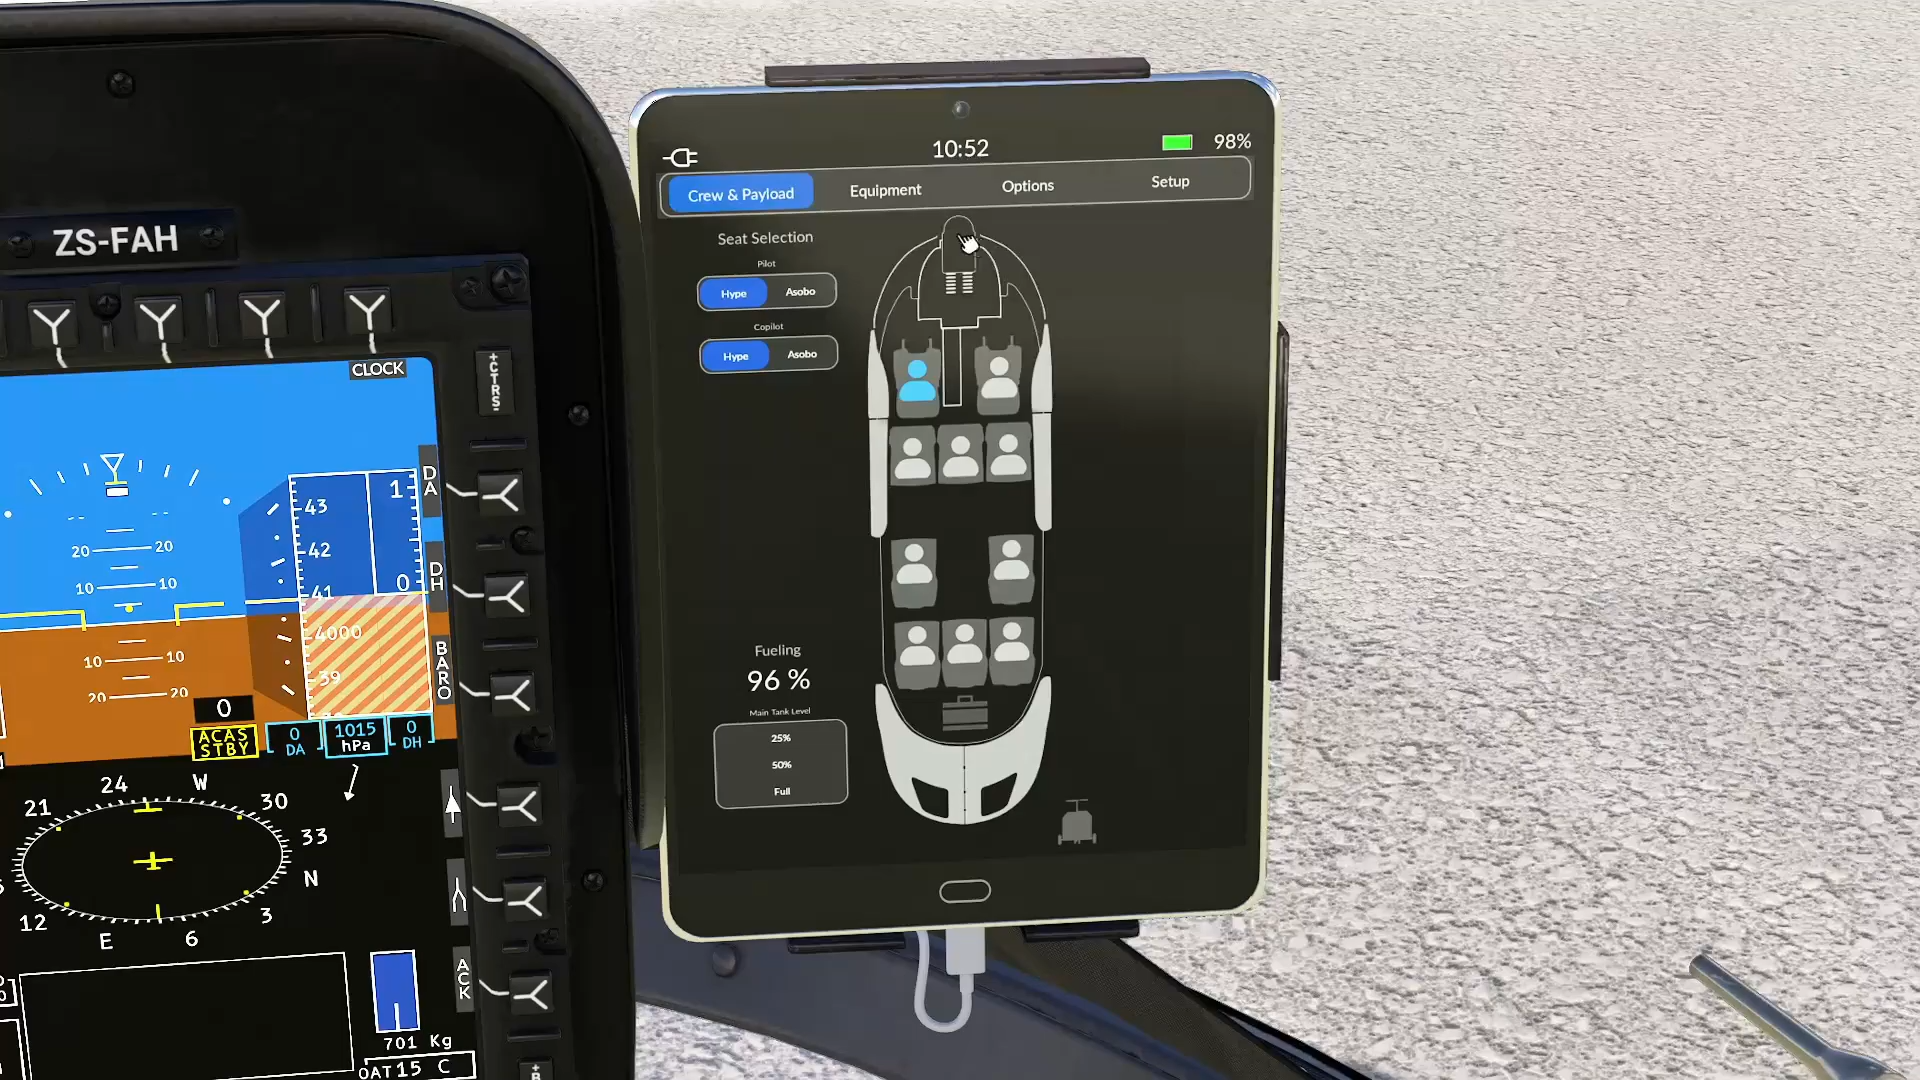 10:52
98%
Crew & Payload
Equipment
Options
Setup
Seat Selection
Pilot
Hype
Asobo
Copilot
Hype
Asobo
Fueling
96 %
Main Tank Level
25%
50%
Full
ZS-FAH
CLOCK
+CTRS-
DA
DH
BARO
ACK
43
42
41
4000
39
1
0
20 20
10 10
10 10
20 20
0
ACAS
STBY
0
DA
1015
hPa
0
DH
21
24
W
30
33
N
3
6
E
12
701 Kg
OAT 15 C
+
B